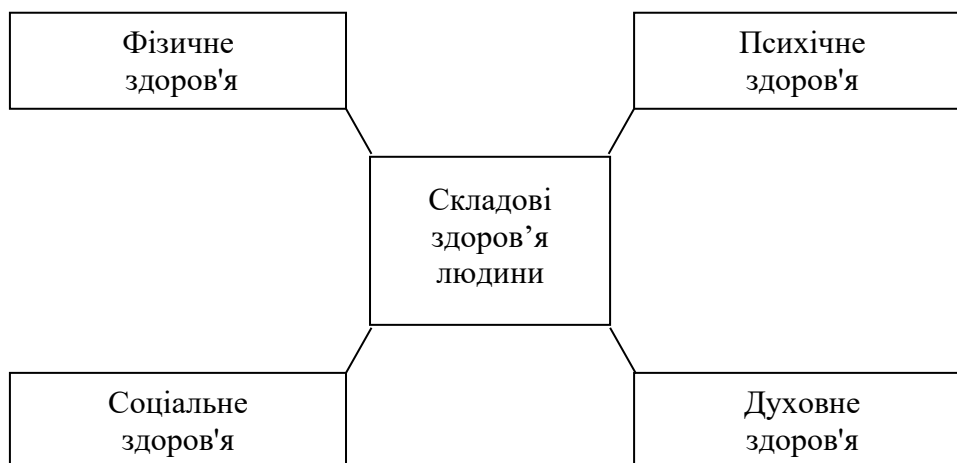 Фізичне
здоров'я
Психічне
здоров'я
Складові
здоров’я
людини
Соціальне
здоров'я
Духовне
здоров'я